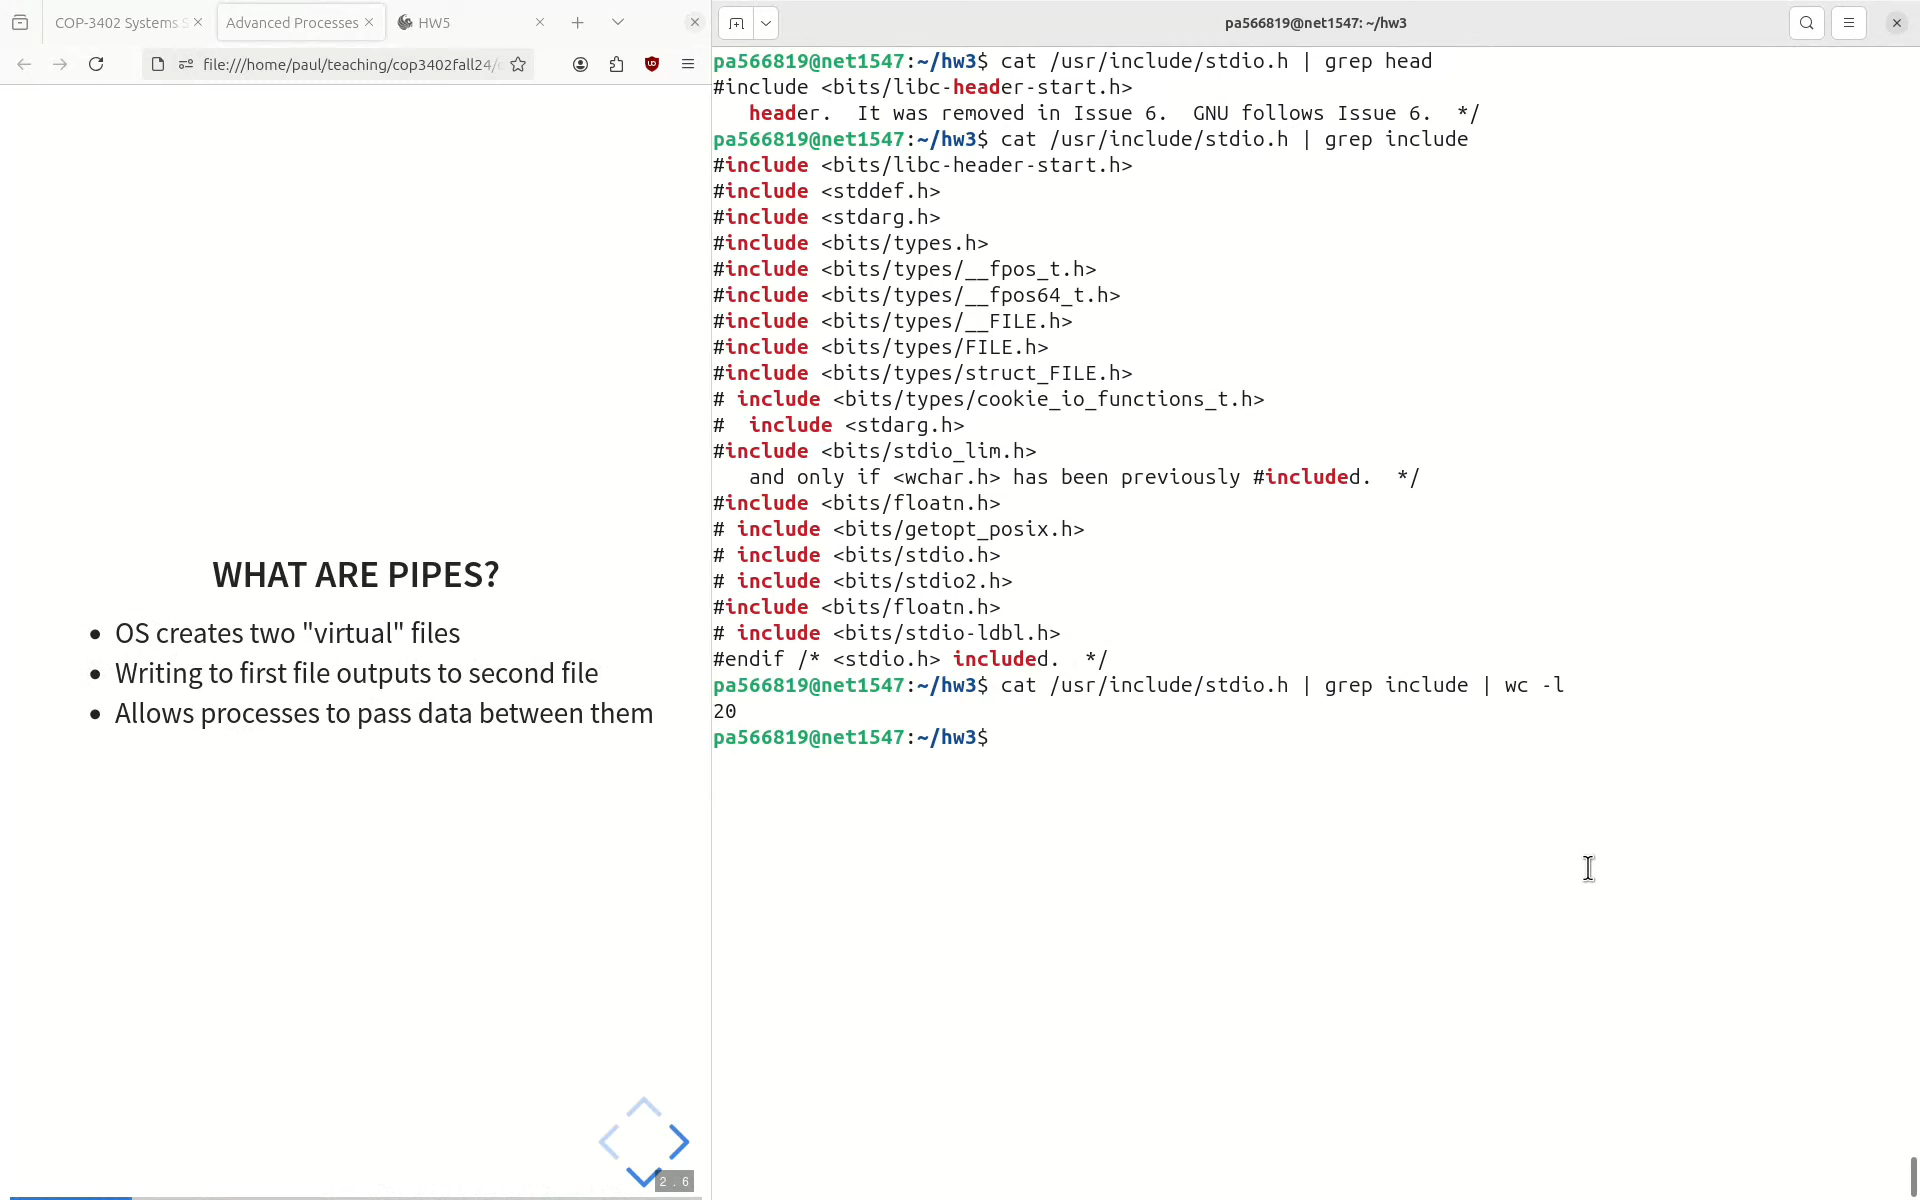 COP-3402 Systems S
Advanced Processes
HW5
file:///home/paul/teaching/cop3402fall24/
WHAT ARE PIPES?
• OS creates two "virtual" files
• Writing to first file outputs to second file
• Allows processes to pass data between them
2 . 6
pa566819@net1547: ~/hw3
pa566819@net1547:~/hw3$ cat /usr/include/stdio.h | grep head
#include <bits/libc-header-start.h>
   header.  It was removed in Issue 6.  GNU follows Issue 6.  */
pa566819@net1547:~/hw3$ cat /usr/include/stdio.h | grep include
#include <bits/libc-header-start.h>
#include <stddef.h>
#include <stdarg.h>
#include <bits/types.h>
#include <bits/types/__fpos_t.h>
#include <bits/types/__fpos64_t.h>
#include <bits/types/__FILE.h>
#include <bits/types/FILE.h>
#include <bits/types/struct_FILE.h>
# include <bits/types/cookie_io_functions_t.h>
#  include <stdarg.h>
#include <bits/stdio_lim.h>
   and only if <wchar.h> has been previously #included.  */
#include <bits/floatn.h>
# include <bits/getopt_posix.h>
# include <bits/stdio.h>
# include <bits/stdio2.h>
#include <bits/floatn.h>
# include <bits/stdio-ldbl.h>
#endif /* <stdio.h> included.  */
pa566819@net1547:~/hw3$ cat /usr/include/stdio.h | grep include | wc -l
20
pa566819@net1547:~/hw3$